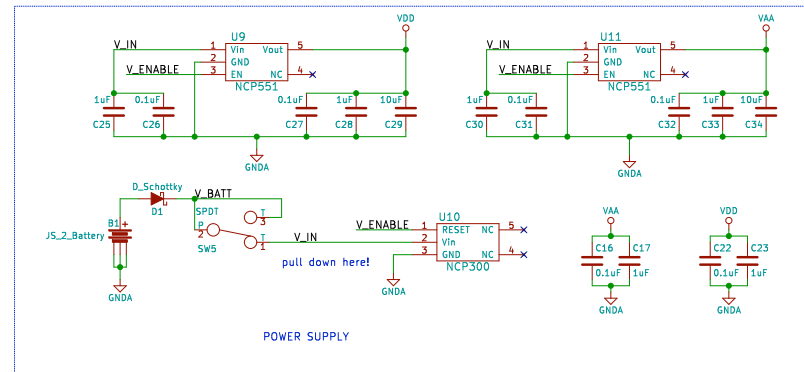 VDD
VAA
U9
U11
V_IN
1
Vin
Vout
5
V_IN
1
Vin
Vout
5
2
GND
2
GND
V_ENABLE
3
EN
NC
4
V_ENABLE
3
EN
NC
4
NCP551
NCP551
1uF
0.1uF
0.1uF
1uF
10uF
1uF
0.1uF
0.1uF
1uF
10uF
C25
C26
C27
C28
C29
C30
C31
C32
C33
C34
GNDA
GNDA
D_Schottky
V_BATT
D1
SPDT
B1
+
P
2
T
3
T
1
JS_2_Battery
SW5
V_IN
V_ENABLE
U10
1
RESET
NC
5
2
Vin
3
GND
NC
4
NCP300
pull down here!
GNDA
GNDA
VAA
VDD
C16
C17
C22
C23
0.1uF
1uF
0.1uF
1uF
GNDA
GNDA
POWER SUPPLY